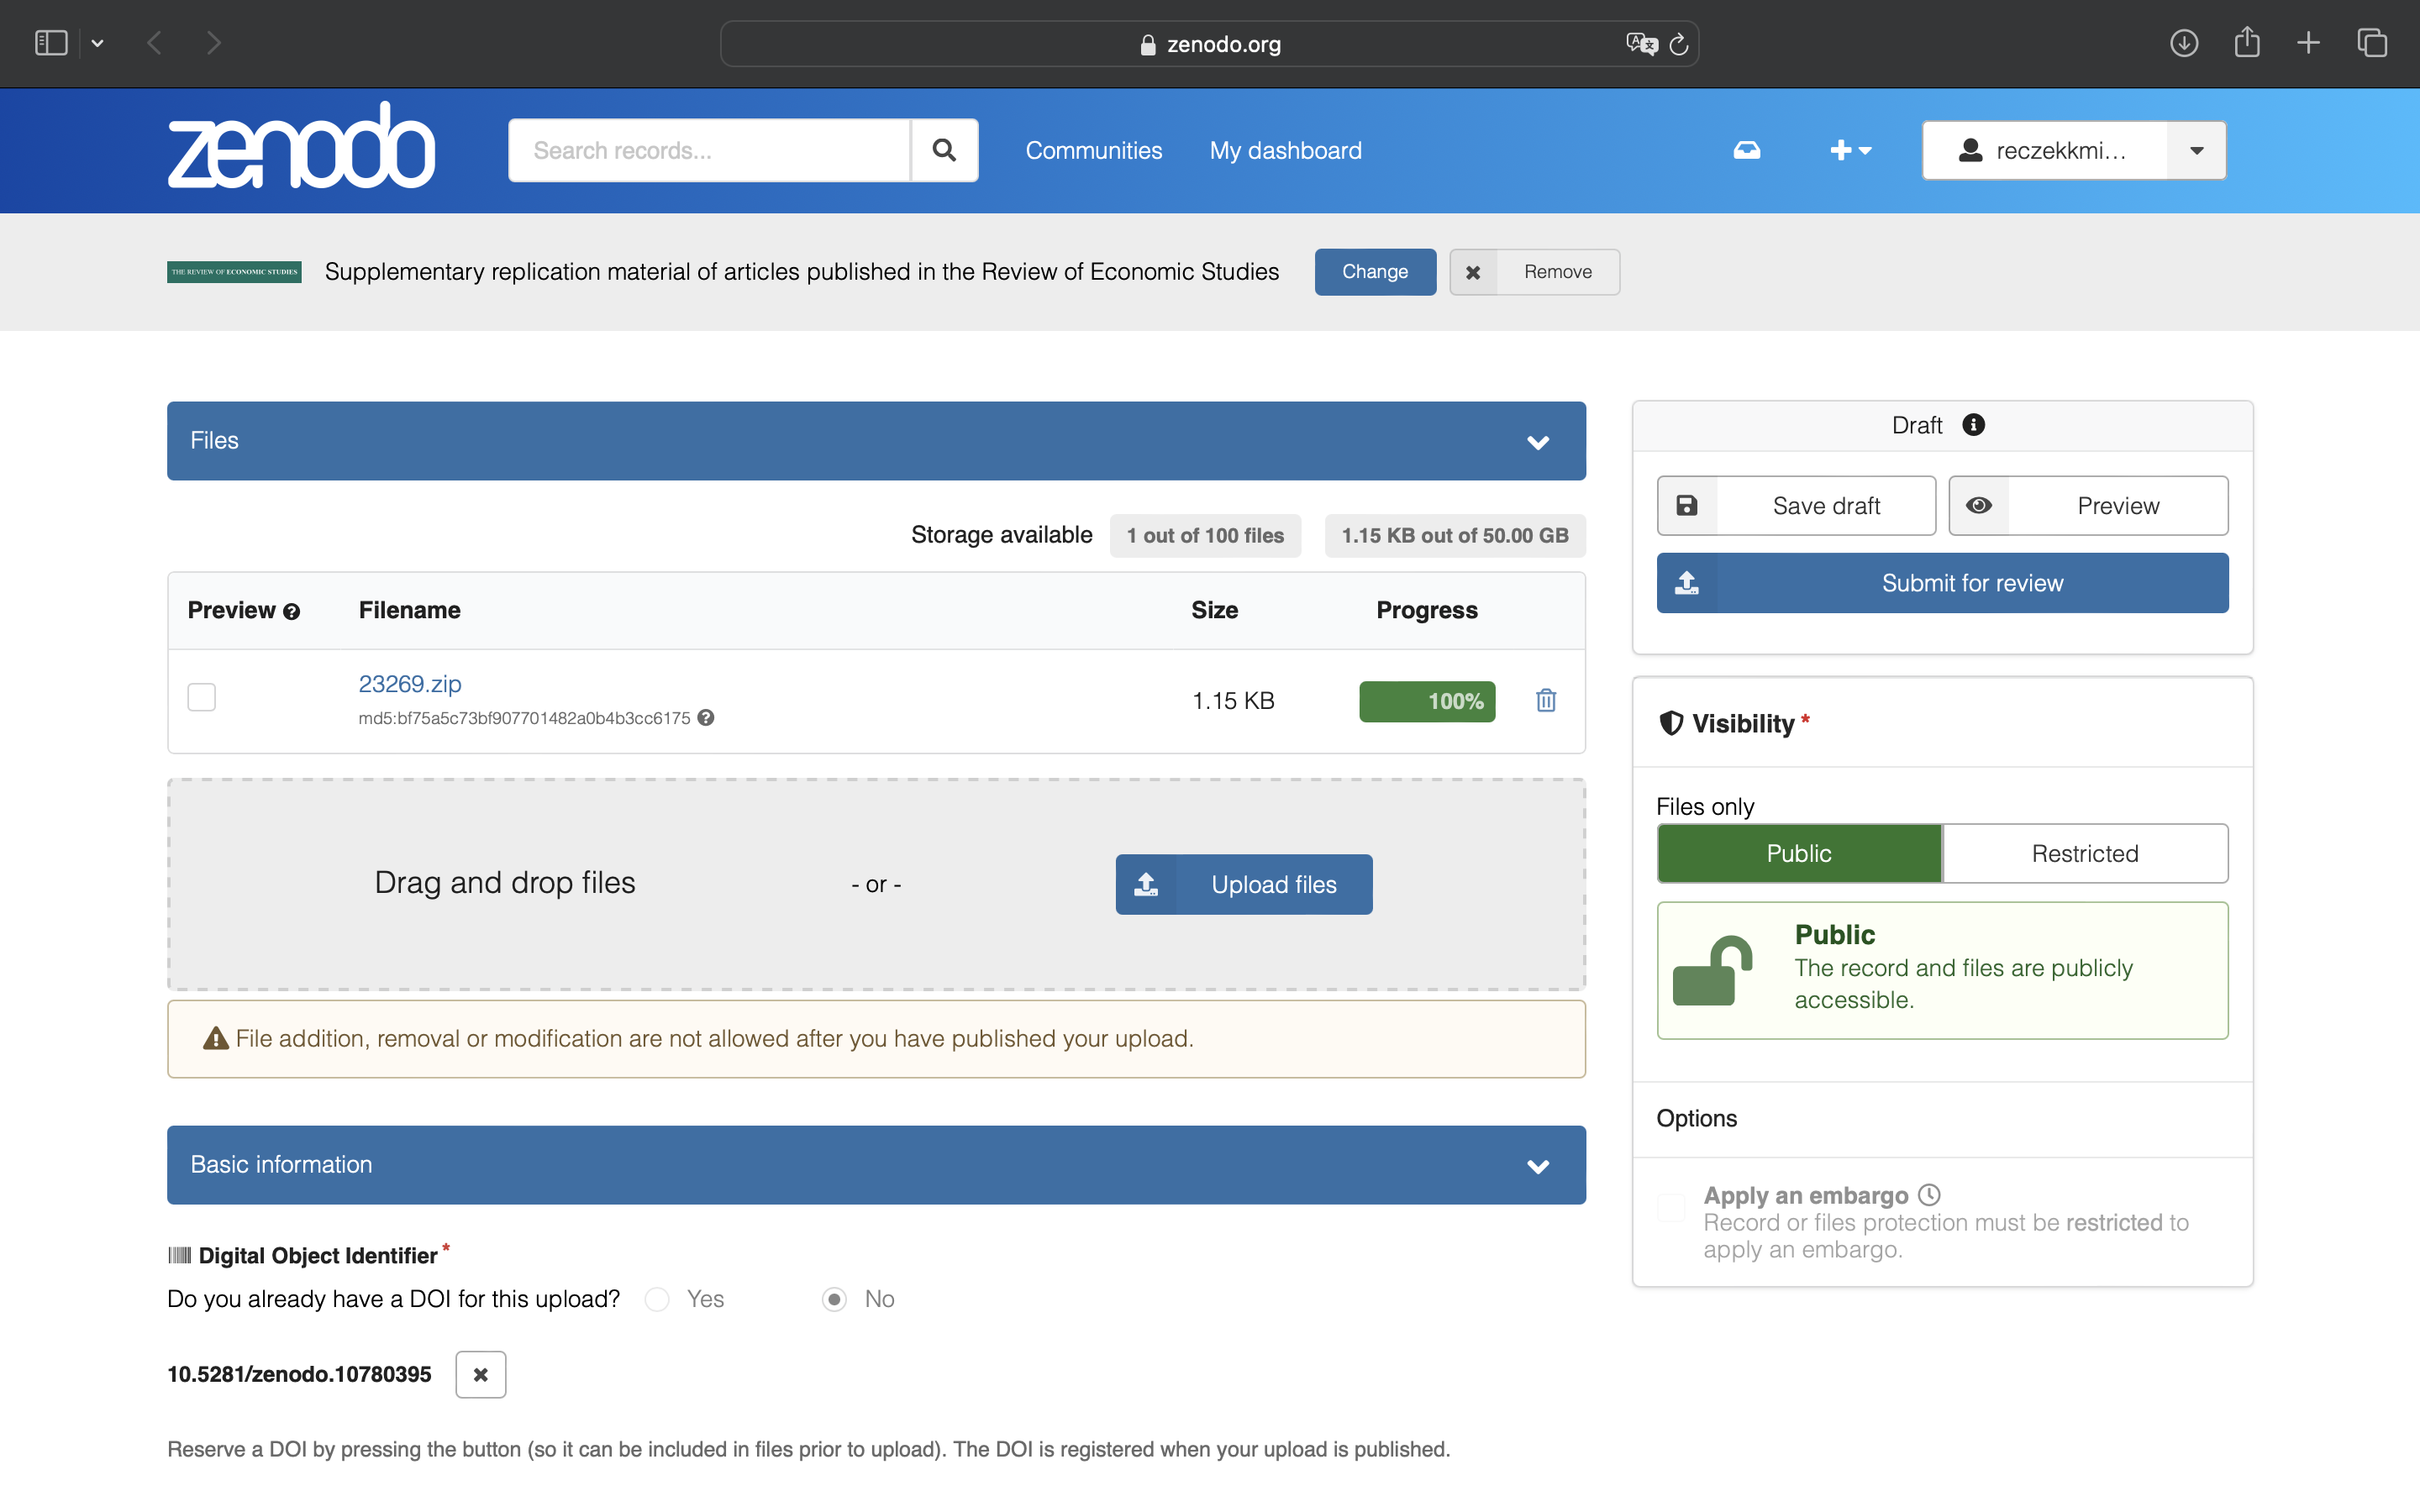 zenodo.org
zenodo
Search records...
Communities
My dashboard
reczekkmi...
THE REVIEW OF ECONOMIC STUDIES
Supplementary replication material of articles published in the Review of Economic Studies
Change
Remove
Files
Storage available
1 out of 100 files
1.15 KB out of 50.00 GB
Preview
Filename
Size
Progress
23269.zip
md5:bf75a5c73bf907701482a0b4b3cc6175
1.15 KB
100%
Drag and drop files
- or -
Upload files
File addition, removal or modification are not allowed after you have published your upload.
Basic information
Digital Object Identifier *
Do you already have a DOI for this upload?
Yes
No
10.5281/zenodo.10780395
Reserve a DOI by pressing the button (so it can be included in files prior to upload). The DOI is registered when your upload is published.
Draft
Save draft
Preview
Submit for review
Visibility *
Files only
Public
Restricted
Public
The record and files are publicly
accessible.
Options
Apply an embargo
Record or files protection must be restricted to
apply an embargo.